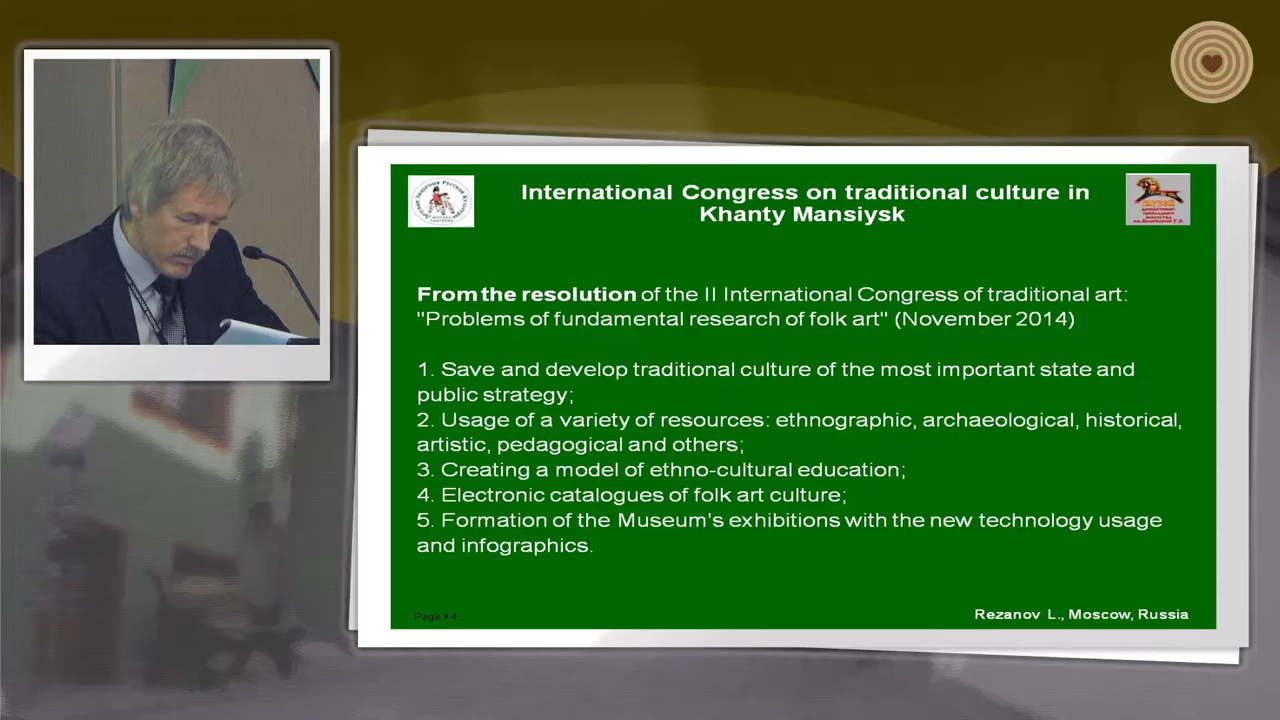 International Congress on traditional culture in
Khanty Mansiysk
From the resolution of the II International Congress of traditional art:
"Problems of fundamental research of folk art" (November 2014)
1. Save and develop traditional culture of the most important state and
public strategy;
2. Usage of a variety of resources: ethnographic, archaeological, historical,
artistic, pedagogical and others;
3. Creating a model of ethno-cultural education;
4. Electronic catalogues of folk art culture;
5. Formation of the Museum's exhibitions with the new technology usage
and infographics.
Page ▪ 4
Rezanov L., Moscow, Russia